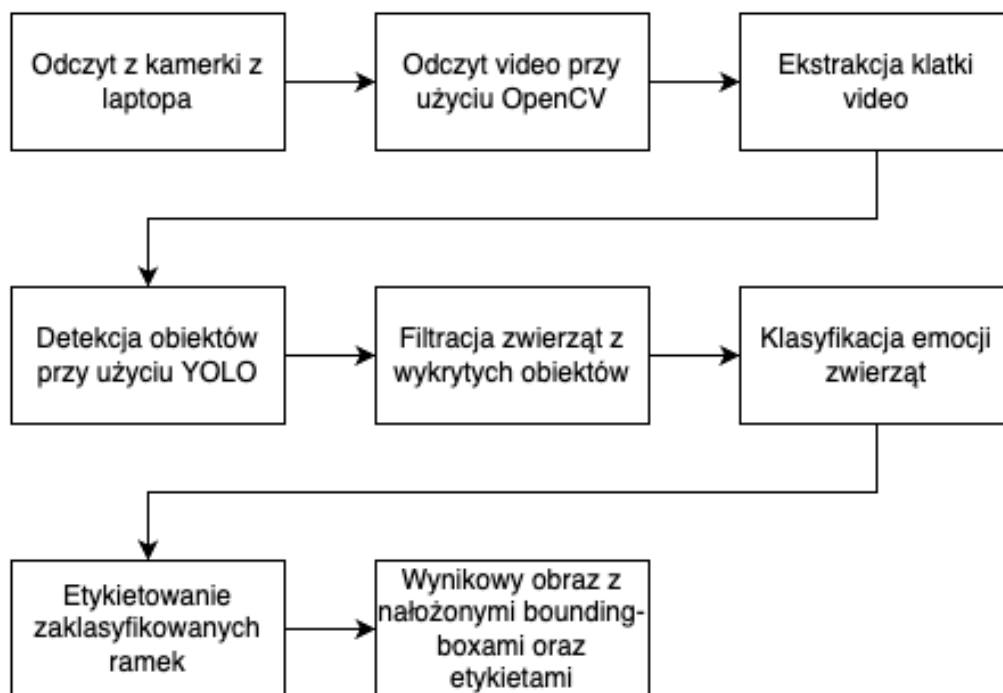 Odczyt z kamerki z
laptopa
Odczyt video przy
użyciu OpenCV
Ekstrakcja klatki
video
Detekcja obiektów
przy użyciu YOLO
Filtracja zwierząt z
wykrytych obiektów
Klasyfikacja emocji
zwierząt
Etykietowanie
zaklasyfikowanych
ramek
Wynikowy obraz z
nałożonymi bounding-
boxami oraz
etykietami